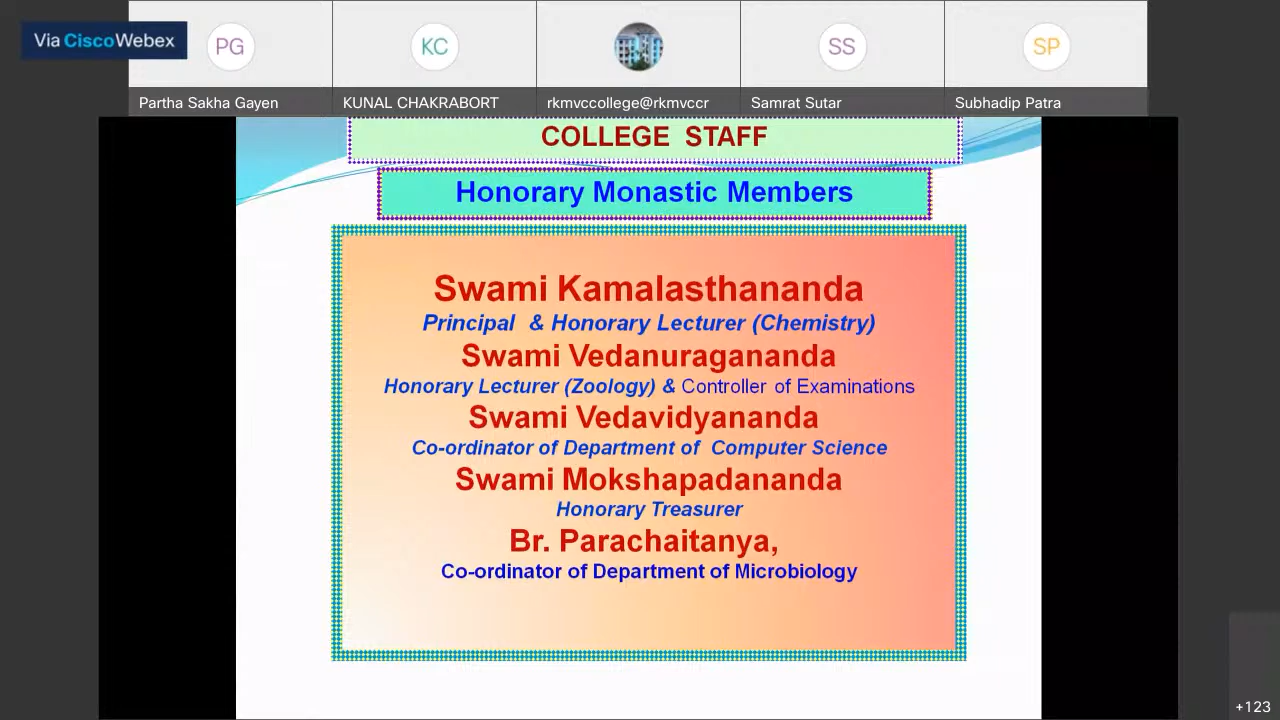 Via Cisco Webex
PG
KC
SS
SP
Partha Sakha Gayen
KUNAL CHAKRABORT
rkmvccollege@rkmvccr
Samrat Sutar
Subhadip Patra
COLLEGE STAFF
Honorary Monastic Members
Swami Kamalasthananda
Principal & Honorary Lecturer (Chemistry)
Swami Vedanuragananda
Honorary Lecturer (Zoology) & Controller of Examinations
Swami Vedavidyananda
Co-ordinator of Department of Computer Science
Swami Mokshapadananda
Honorary Treasurer
Br. Parachaitanya,
Co-ordinator of Department of Microbiology
+123